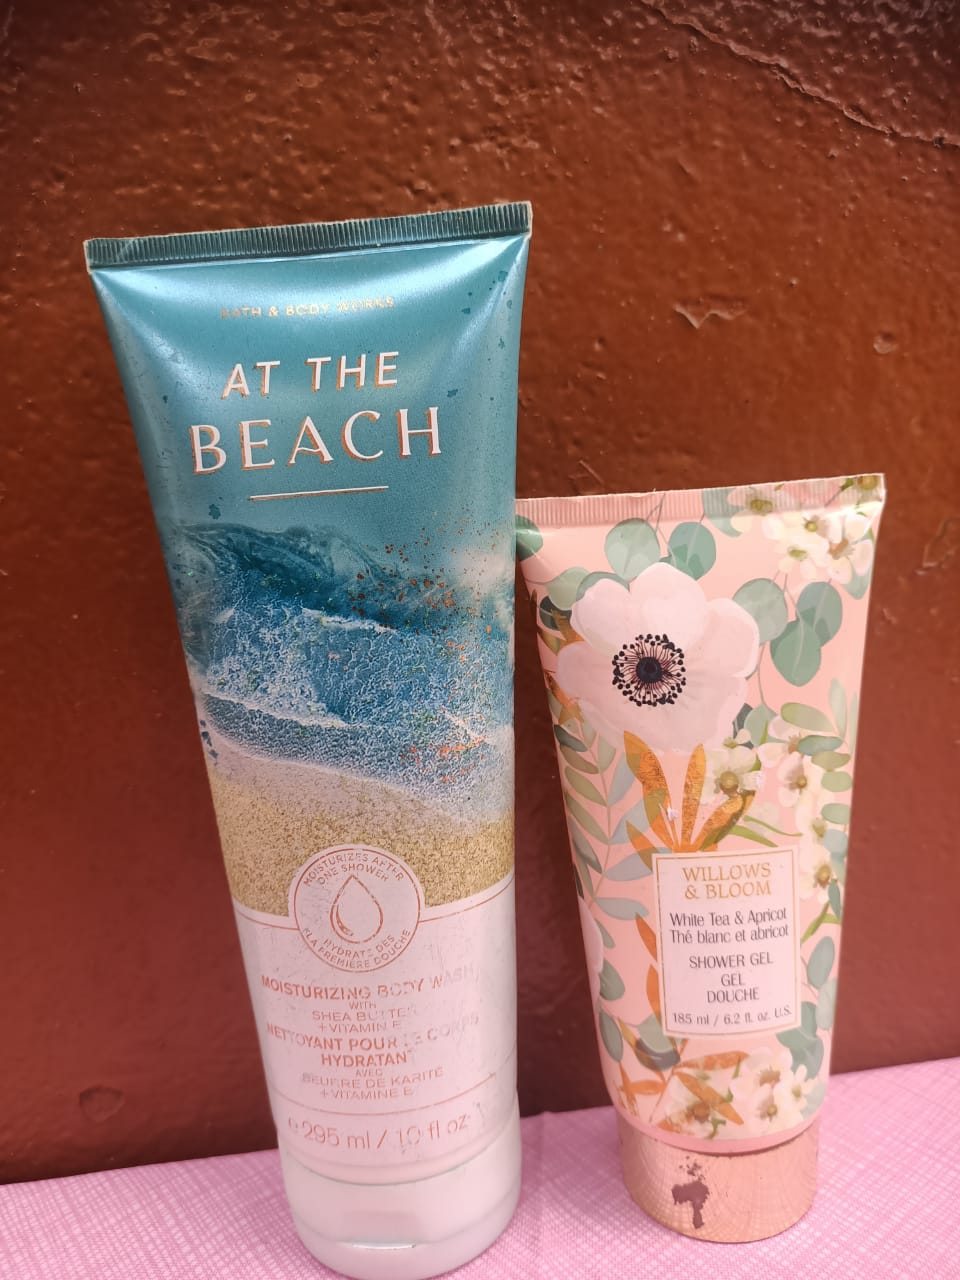 BATH & BODY WORKS
AT THE
BEACH
MOISTURIZES AFTER
ONE SHOWER
HYDRATE DÈS
LA PREMIÈRE DOUCHE
MOISTURIZING BODY WASH
WITH
SHEA BUTTER
+ VITAMIN E
NETTOYANT POUR LE CORPS
HYDRATANT
AVEC
BEURRE DE KARITÉ
+ VITAMINE E
e 295 ml / 10 fl oz
WILLOWS
& BLOOM
White Tea & Apricot
Thé blanc et abricot
SHOWER GEL
GEL
DOUCHE
185 ml / 6.2 fl. oz. U.S.